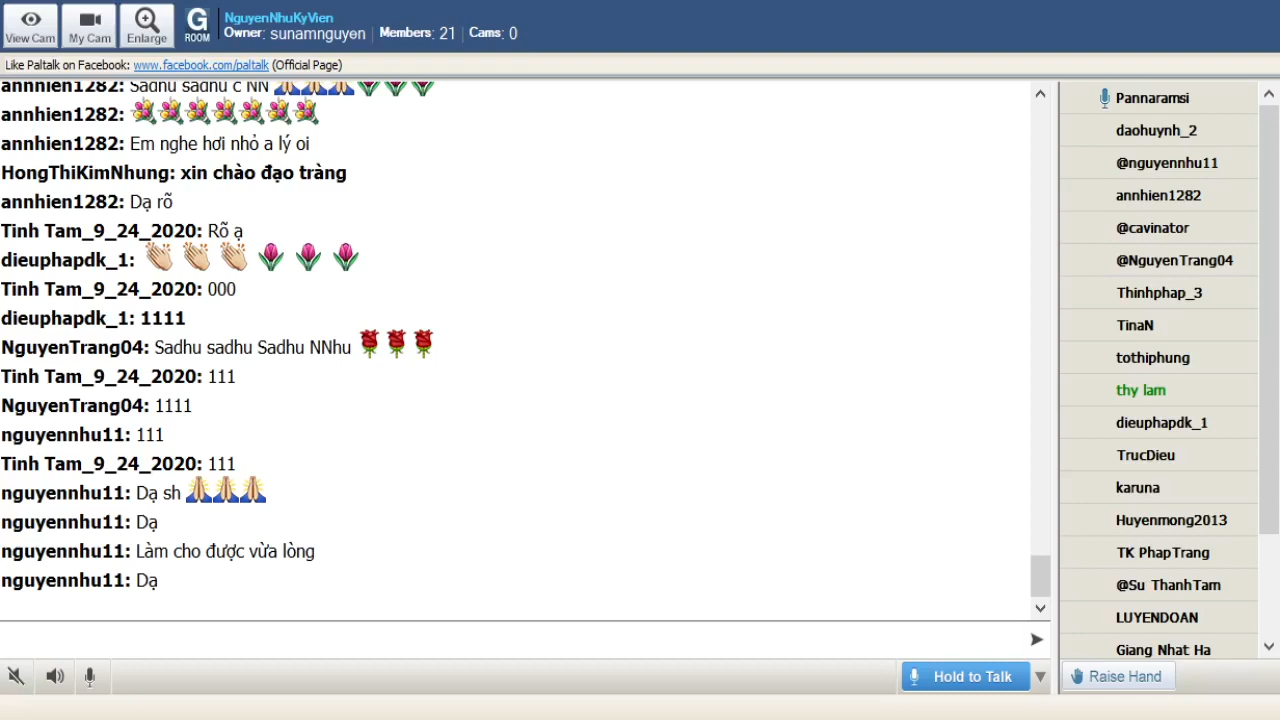 View Cam
My Cam
Enlarge
G
ROOM
NguyenNhuKyVien
Owner: sunamnguyen | Members: 21 | Cams: 0
Like Paltalk on Facebook: www.facebook.com/paltalk (Official Page)
annhien1282: Sadhu sadhu c NN
annhien1282:
annhien1282: Em nghe hơi nhỏ a lý oi
HongThiKimNhung: xin chào đạo tràng
annhien1282: Dạ rõ
Tinh Tam_9_24_2020: Rõ ạ
dieuphapdk_1:
Tinh Tam_9_24_2020: 000
dieuphapdk_1: 1111
NguyenTrang04: Sadhu sadhu Sadhu NNhu
Tinh Tam_9_24_2020: 111
NguyenTrang04: 1111
nguyennhu11: 111
Tinh Tam_9_24_2020: 111
nguyennhu11: Dạ sh
nguyennhu11: Dạ
nguyennhu11: Làm cho được vừa lòng
nguyennhu11: Dạ
Pannaramsi
daohuynh_2
@nguyennhu11
annhien1282
@cavinator
@NguyenTrang04
Thinhphap_3
TinaN
tothiphung
thy lam
dieuphapdk_1
TrucDieu
karuna
Huyenmong2013
TK PhapTrang
@Su ThanhTam
LUYENDOAN
Giang Nhat Ha
Hold to Talk
Raise Hand